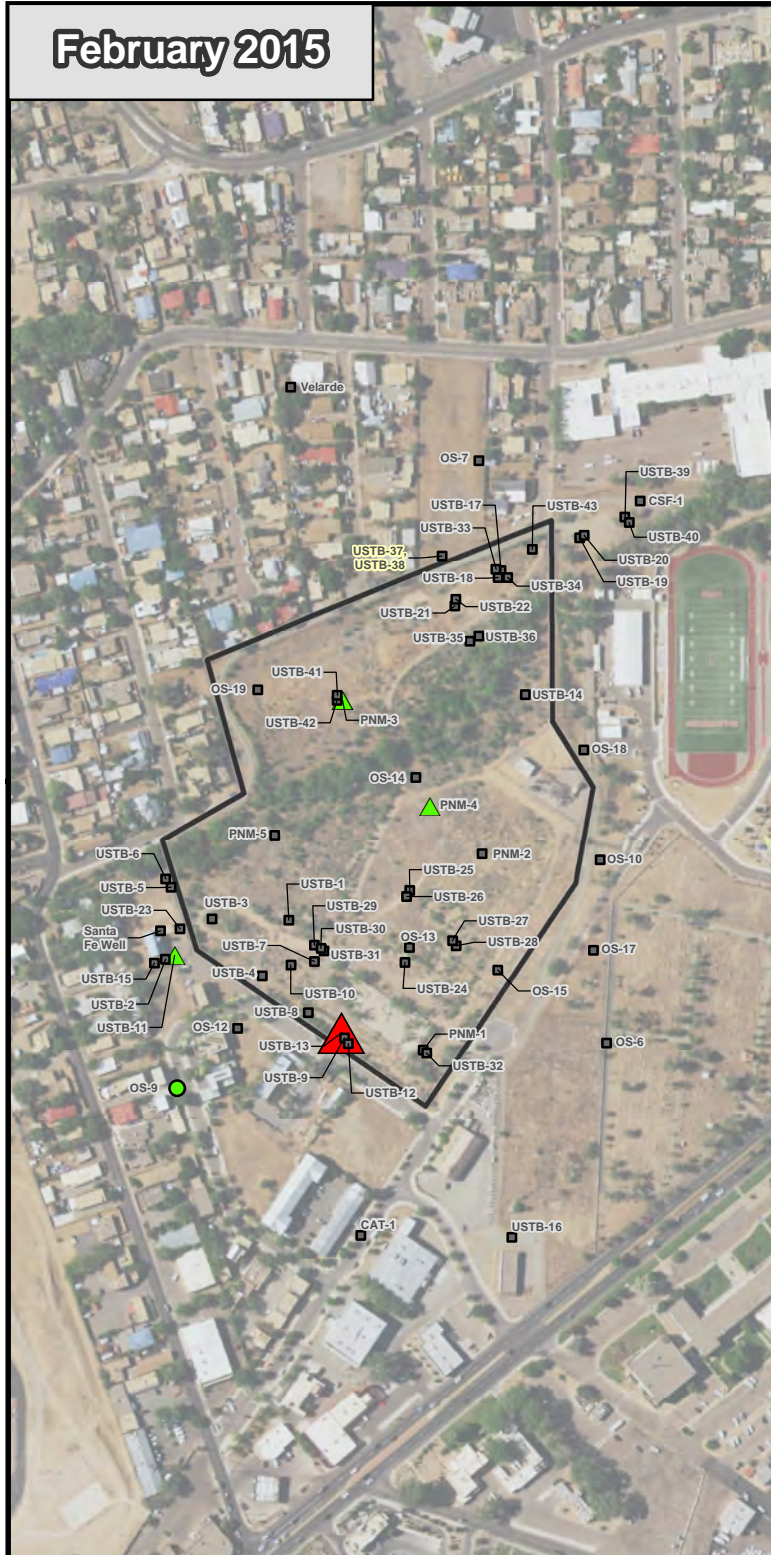 February 2015
Velarde
OS-7
USTB-39
CSF-1
USTB-17
USTB-43
USTB-33
USTB-40
USTB-37,
USTB-38
USTB-20
USTB-18
USTB-34
USTB-19
USTB-21
USTB-22
USTB-35
USTB-36
USTB-41
OS-19
USTB-14
USTB-42
PNM-3
OS-18
OS-14
PNM-4
PNM-5
PNM-2
OS-10
USTB-6
USTB-5
USTB-25
USTB-1
USTB-26
USTB-3
USTB-29
USTB-23
USTB-30
USTB-27
Santa
Fe Well
USTB-7
OS-13
USTB-28
OS-17
USTB-31
USTB-4
USTB-15
USTB-24
OS-15
USTB-2
USTB-10
USTB-11
USTB-8
OS-12
PNM-1
OS-6
USTB-13
USTB-32
USTB-9
OS-9
USTB-12
CAT-1
USTB-16